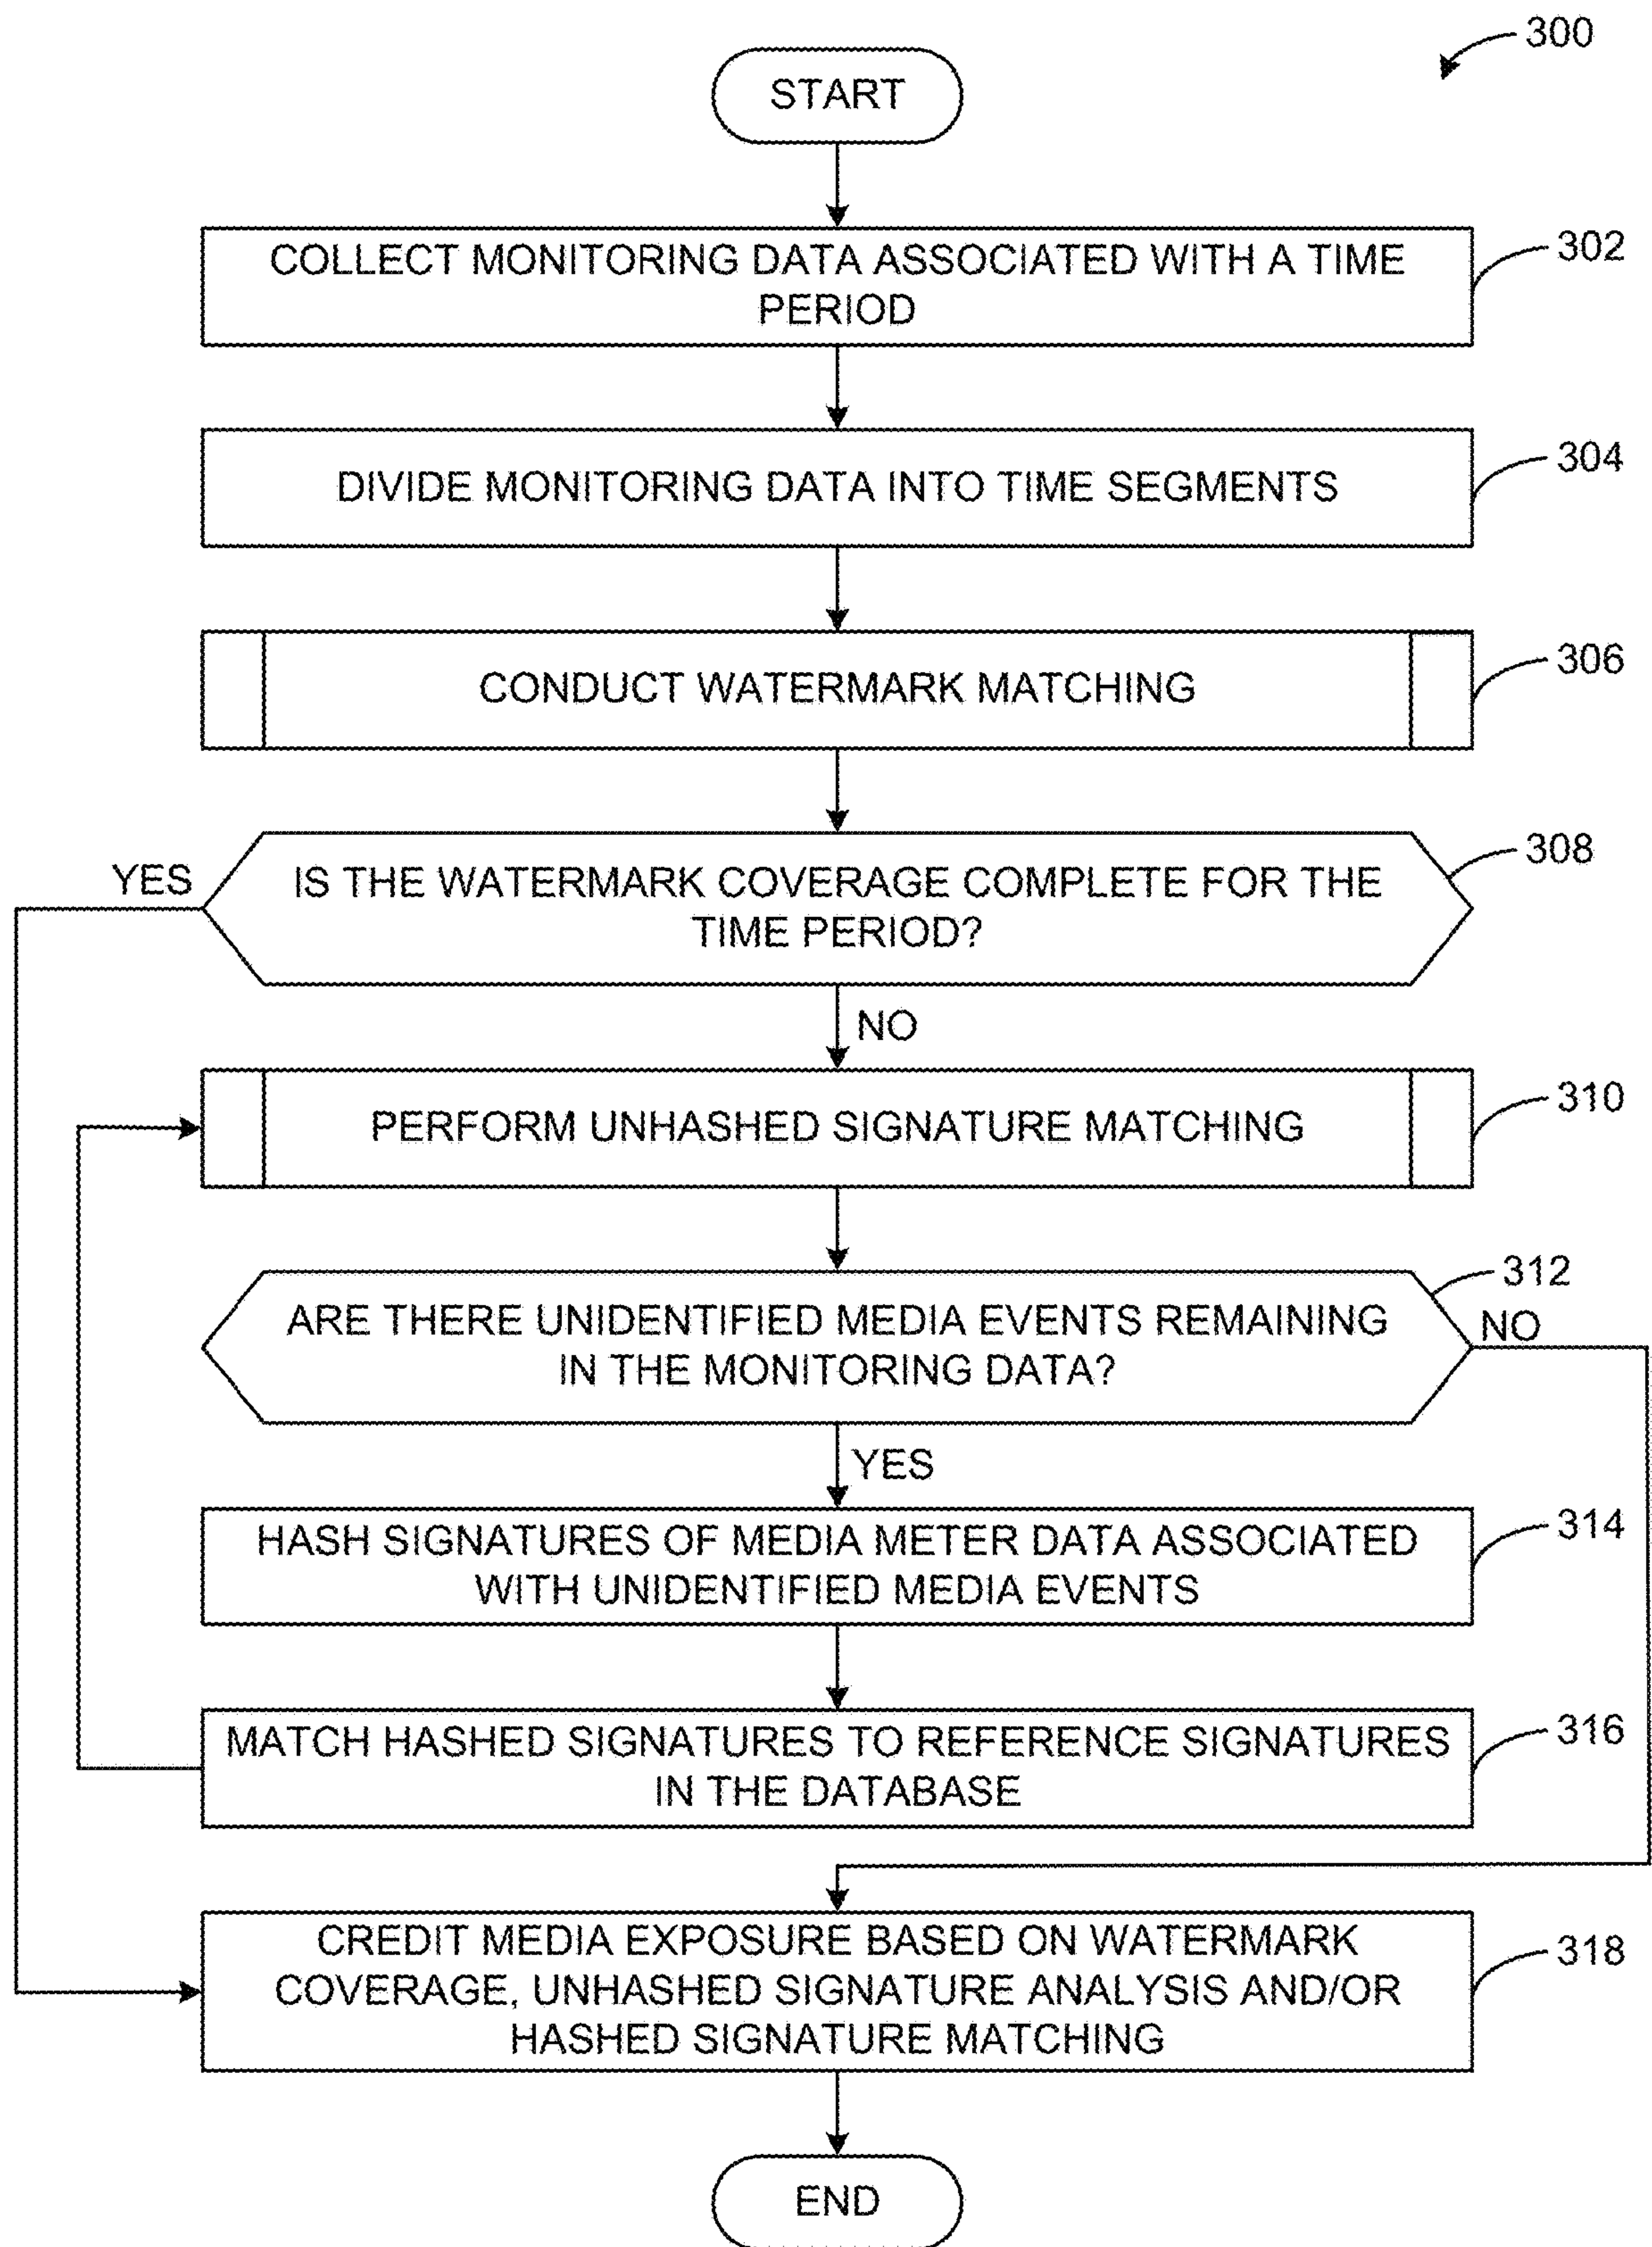 300
START
COLLECT MONITORING DATA ASSOCIATED WITH A TIME
PERIOD
302
DIVIDE MONITORING DATA INTO TIME SEGMENTS
304
CONDUCT WATERMARK MATCHING
306
IS THE WATERMARK COVERAGE COMPLETE FOR THE
TIME PERIOD?
308
YES
NO
PERFORM UNHASHED SIGNATURE MATCHING
310
ARE THERE UNIDENTIFIED MEDIA EVENTS REMAINING
IN THE MONITORING DATA?
312
NO
YES
HASH SIGNATURES OF MEDIA METER DATA ASSOCIATED
WITH UNIDENTIFIED MEDIA EVENTS
314
MATCH HASHED SIGNATURES TO REFERENCE SIGNATURES
IN THE DATABASE
316
CREDIT MEDIA EXPOSURE BASED ON WATERMARK
COVERAGE, UNHASHED SIGNATURE ANALYSIS AND/OR
HASHED SIGNATURE MATCHING
318
END